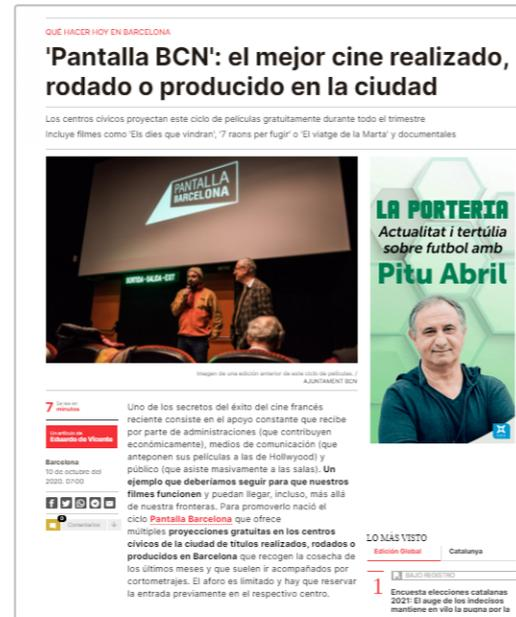 QUÉ HACER HOY EN BARCELONA
'Pantalla BCN': el mejor cine realizado,
rodado o producido en la ciudad
Los centros cívicos proyectan este ciclo de películas gratuitamente durante todo el trimestre
Incluye filmes como 'Els dies que vindran', '7 raons per fugir' o 'El viatge de la Marta' y documentales
PANTALLA
BARCELONA
SORTIDA-SALIDA-EXIT
Imagen de una edición anterior de este ciclo de películas. /
AJUNTAMENT BCN
LA PORTERIA
Actualitat i tertúlia
sobre futbol amb
Pitu Abril
7 Se lee en
minutos
Un artículo de
Eduardo de Vicente
Barcelona
10 de octubre del
2020. 07:00
0
Comentarios
Uno de los secretos del éxito del cine francés
reciente consiste en el apoyo constante que recibe
por parte de administraciones (que contribuyen
económicamente), medios de comunicación (que
anteponen sus películas a las de Hollwyood) y
público (que asiste masivamente a las salas). Un
ejemplo que deberíamos seguir para que nuestros
filmes funcionen y puedan llegar, incluso, más allá
de nuestra fronteras. Para promoverlo nació el
ciclo Pantalla Barcelona que ofrece
múltiples proyecciones gratuitas en los centros
cívicos de la ciudad de títulos realizados, rodados o
producidos en Barcelona que recogen la cosecha de
los últimos meses y que suelen ir acompañados por
cortometrajes. El aforo es limitado y hay que reservar
la entrada previamente en el respectivo centro.
LO MÁS VISTO
Edición Global
Catalunya
1
BAJO REGISTRO
Encuesta elecciones catalanas
2021: El auge de los indecisos
mantiene en vilo la pugna por la